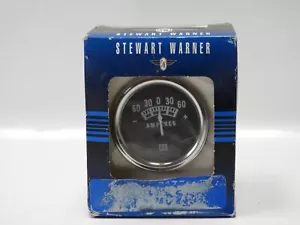 STEWART WARNER
60 30 0 30 60
AMPERES
- +